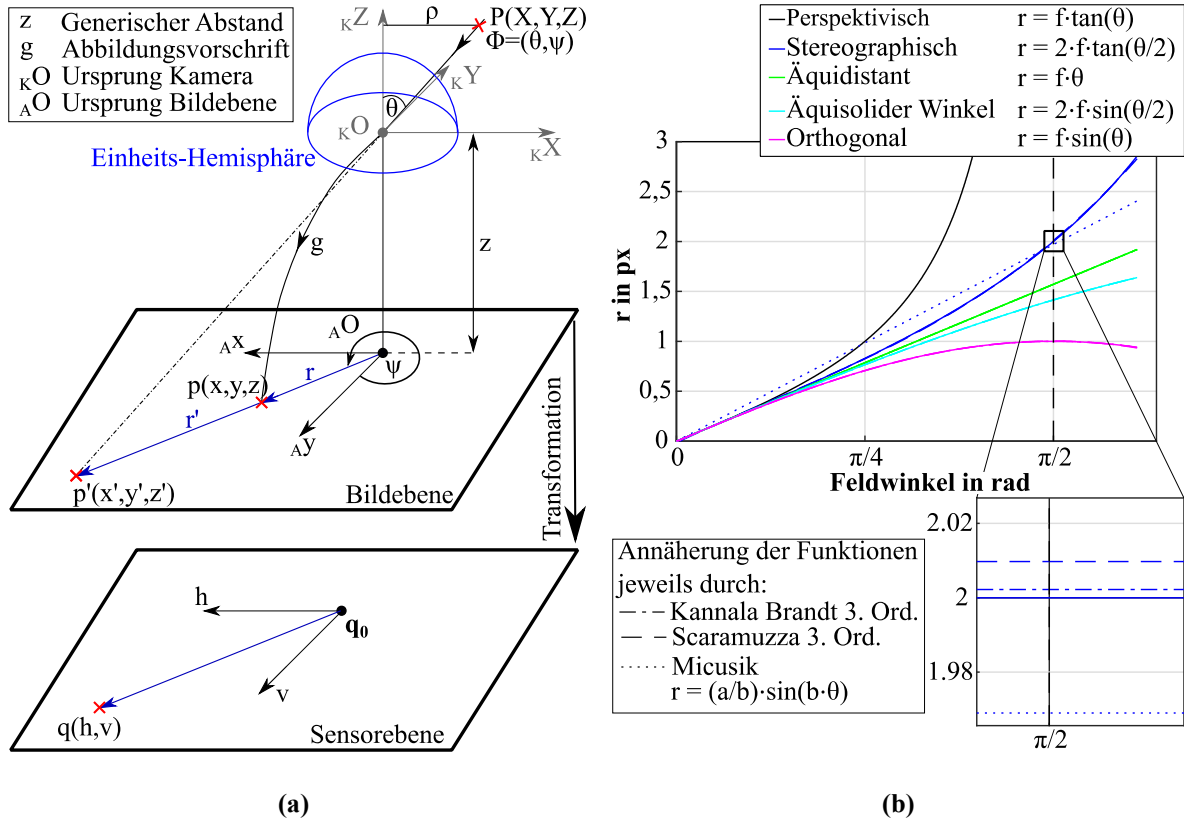 z Generischer Abstand
g Abbildungsvorschrift
KO Ursprung Kamera
AO Ursprung Bildebene
KZ
ρ
P(X,Y,Z)
Φ=(θ,ψ)
KY
θ
KO
KX
Einheits-Hemisphäre
g
z
AO
Ax
ψ
r
p(x,y,z)
r'
Ay
p'(x',y',z')
Bildebene
Transformation
h
q0
v
q(h,v)
Sensorebene
(a)
Perspektivisch r = f·tan(θ)
Stereographisch r = 2·f·tan(θ/2)
Äquidistant r = f·θ
Äquisolider Winkel r = 2·f·sin(θ/2)
Orthogonal r = f·sin(θ)
3
2,5
2
1,5
1
0,5
0
r in px
0 π/4 π/2
Feldwinkel in rad
2.02
2
1.98
π/2
Annäherung der Funktionen
jeweils durch:
Kannala Brandt 3. Ord.
Scaramuzza 3. Ord.
Micusik
r = (a/b)·sin(b·θ)
(b)